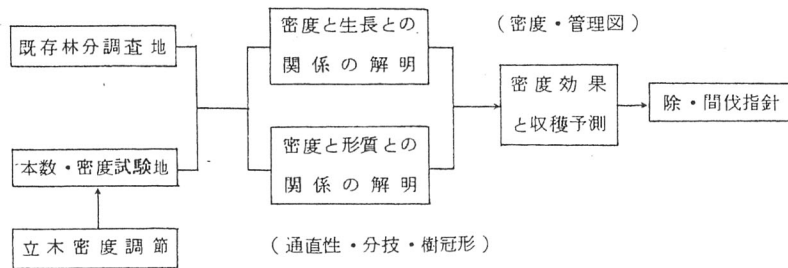 既存林分調査地
本数・密度試験地
立木密度調節
密度と生長との
関係の解明
密度と形質との
関係の解明
(通直性・分技・樹冠形)
(密度・管理図)
密度効果
と収穫予測
除・間伐指針